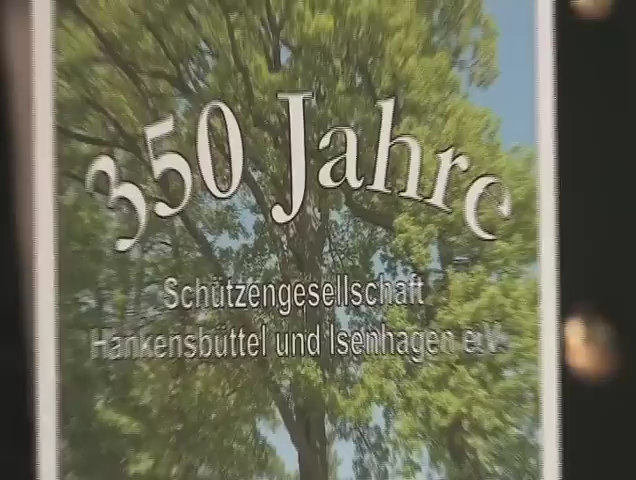 350 Jahre
Schützengesellschaft
Hankensbüttel und Isenhagen e.V.